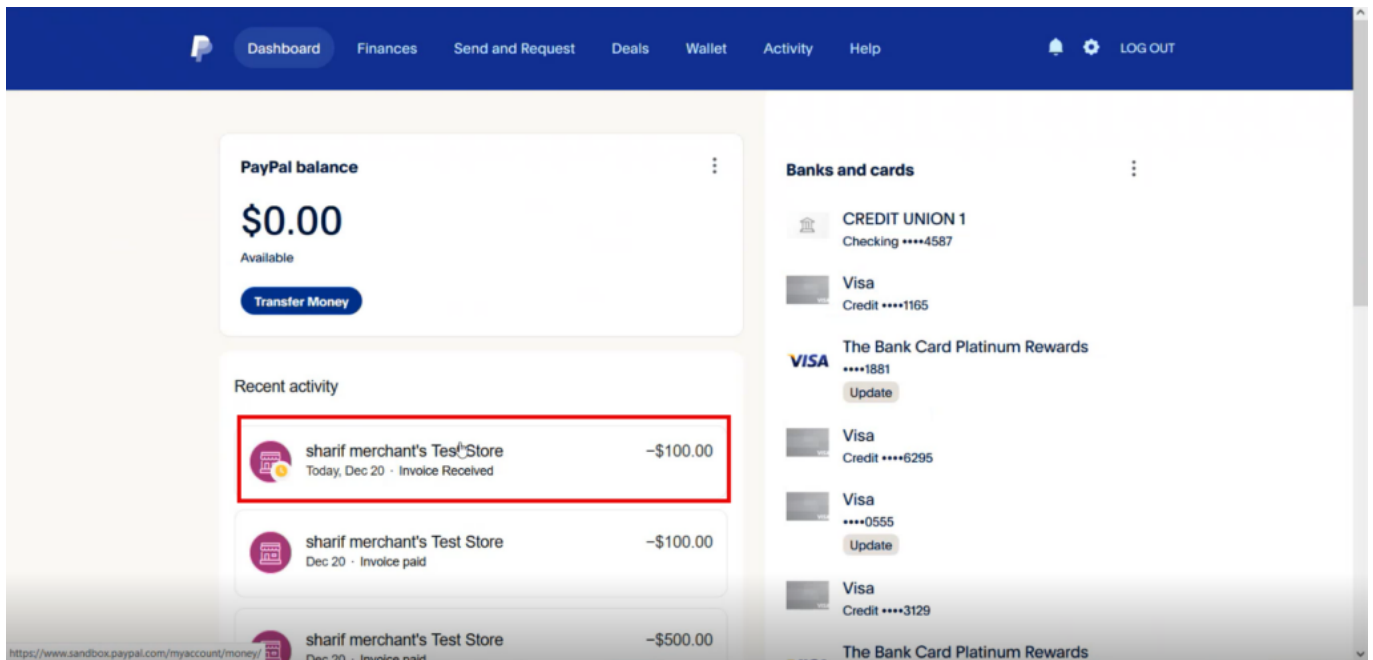 Dashboard Finances Send and Request Deals Wallet Activity Help LOG OUT
PayPal balance
$0.00
Available
Transfer Money
Recent activity
sharif merchant's Test Store −$100.00
Today, Dec 20 · Invoice Received
sharif merchant's Test Store −$100.00
Dec 20 · Invoice paid
sharif merchant's Test Store −$500.00
Dec 20 · Invoice paid
Banks and cards
CREDIT UNION 1
Checking ••••4587
Visa
Credit ••••1165
VISA
The Bank Card Platinum Rewards
••••1881
Update
Visa
Credit ••••6295
Visa
••••0555
Update
Visa
Credit ••••3129
The Bank Card Platinum Rewards
https://www.sandbox.paypal.com/myaccount/money/